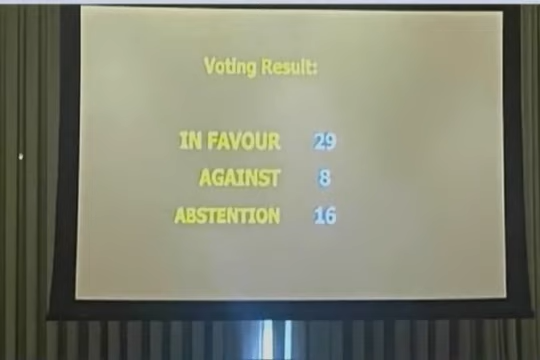 Voting Result:
IN FAVOUR 29
AGAINST 8
ABSTENTION 16